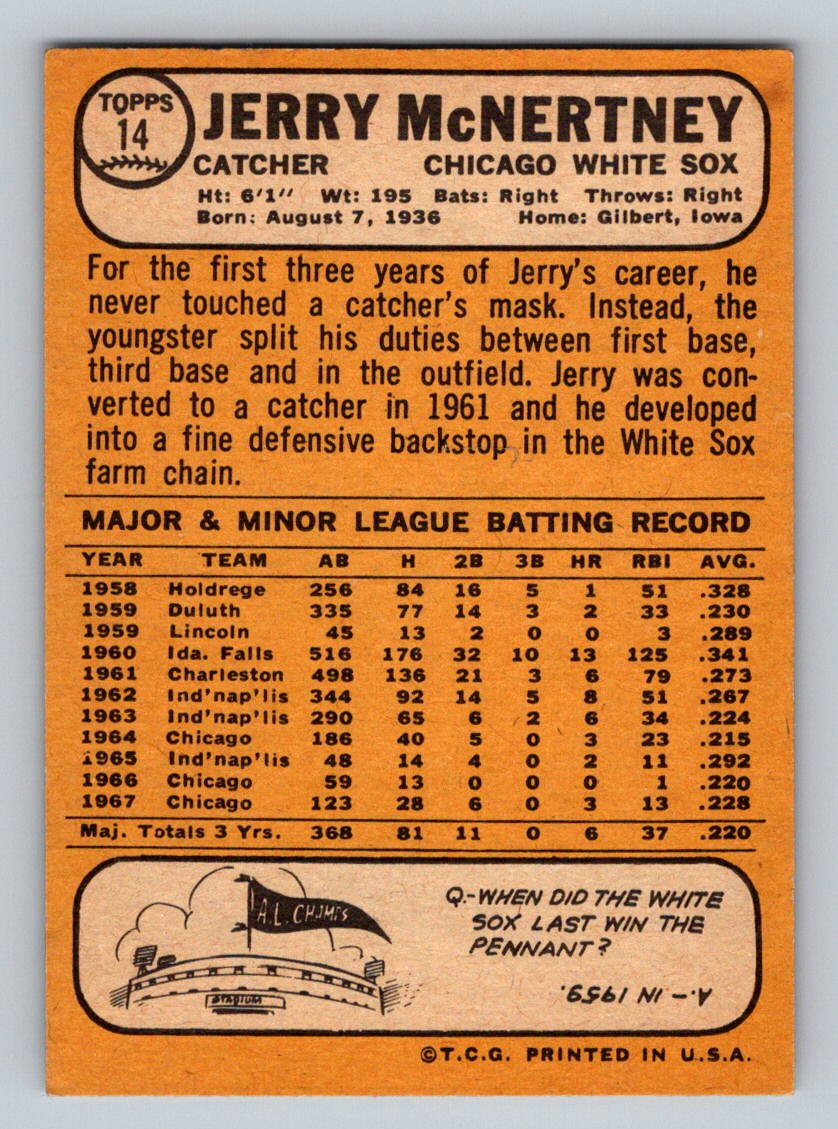 TOPPS
14
JERRY McNERTNEY
CATCHER CHICAGO WHITE SOX
Ht: 6'1" Wt: 195 Bats: Right Throws: Right
Born: August 7, 1936 Home: Gilbert, Iowa
For the first three years of Jerry's career, he
never touched a catcher's mask. Instead, the
youngster split his duties between first base,
third base and in the outfield. Jerry was con-
verted to a catcher in 1961 and he developed
into a fine defensive backstop in the White Sox
farm chain.
MAJOR & MINOR LEAGUE BATTING RECORD
YEAR TEAM AB H 2B 3B HR RBI AVG.
1958 Holdrege 256 84 16 5 1 51 .328
1959 Duluth 335 77 14 3 2 33 .230
1959 Lincoln 45 13 2 0 0 3 .289
1960 Ida. Falls 516 176 32 10 13 125 .341
1961 Charleston 498 136 21 3 6 79 .273
1962 Ind'nap'lis 344 92 14 5 8 51 .267
1963 Ind'nap'lis 290 65 6 2 6 34 .224
1964 Chicago 186 40 5 0 3 23 .215
1965 Ind'nap'lis 48 14 4 0 2 11 .292
1966 Chicago 59 13 0 0 0 1 .220
1967 Chicago 123 28 6 0 3 13 .228
Maj. Totals 3 Yrs. 368 81 11 0 6 37 .220
A.L. CHAMPS
STADIUM
Q.-WHEN DID THE WHITE
SOX LAST WIN THE
PENNANT?
A.- IN 1959.
©T.C.G. PRINTED IN U.S.A.